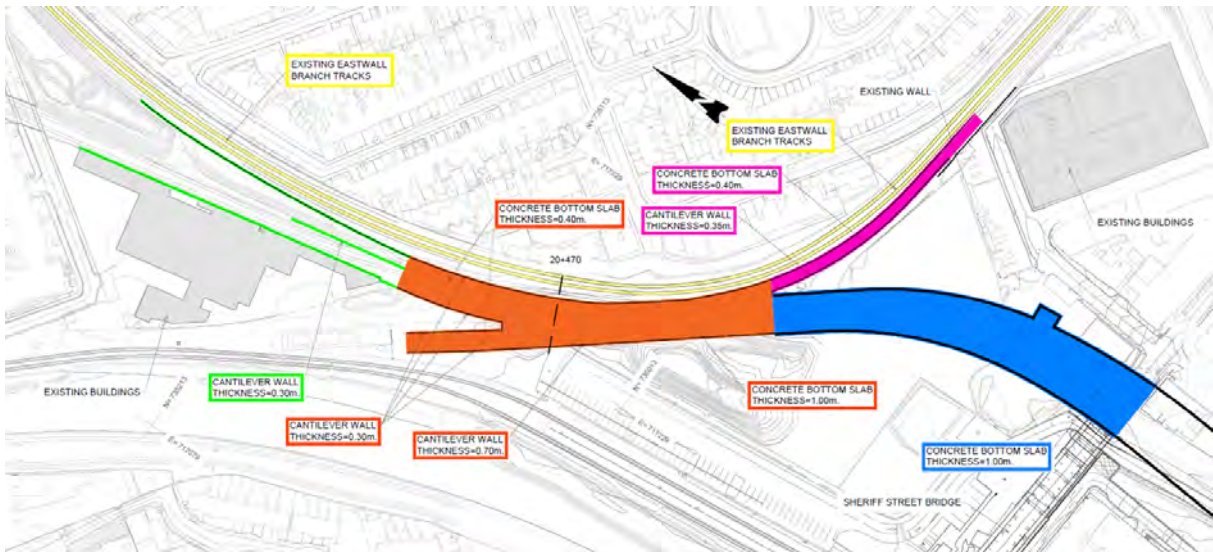 EXISTING EASTWALL
BRANCH TRACKS
EXISTING WALL
EXISTING EASTWALL
BRANCH TRACKS
CONCRETE BOTTOM SLAB
THICKNESS=0.40m.
CONCRETE BOTTOM SLAB
THICKNESS=0.40m.
CANTILEVER WALL
THICKNESS=0.35m.
EXISTING BUILDINGS
20+470
EXISTING BUILDINGS
CANTILEVER WALL
THICKNESS=0.30m.
CONCRETE BOTTOM SLAB
THICKNESS=1.00m.
CANTILEVER WALL
THICKNESS=0.30m.
CANTILEVER WALL
THICKNESS=0.70m.
CONCRETE BOTTOM SLAB
THICKNESS=1.00m.
SHERIFF STREET BRIDGE